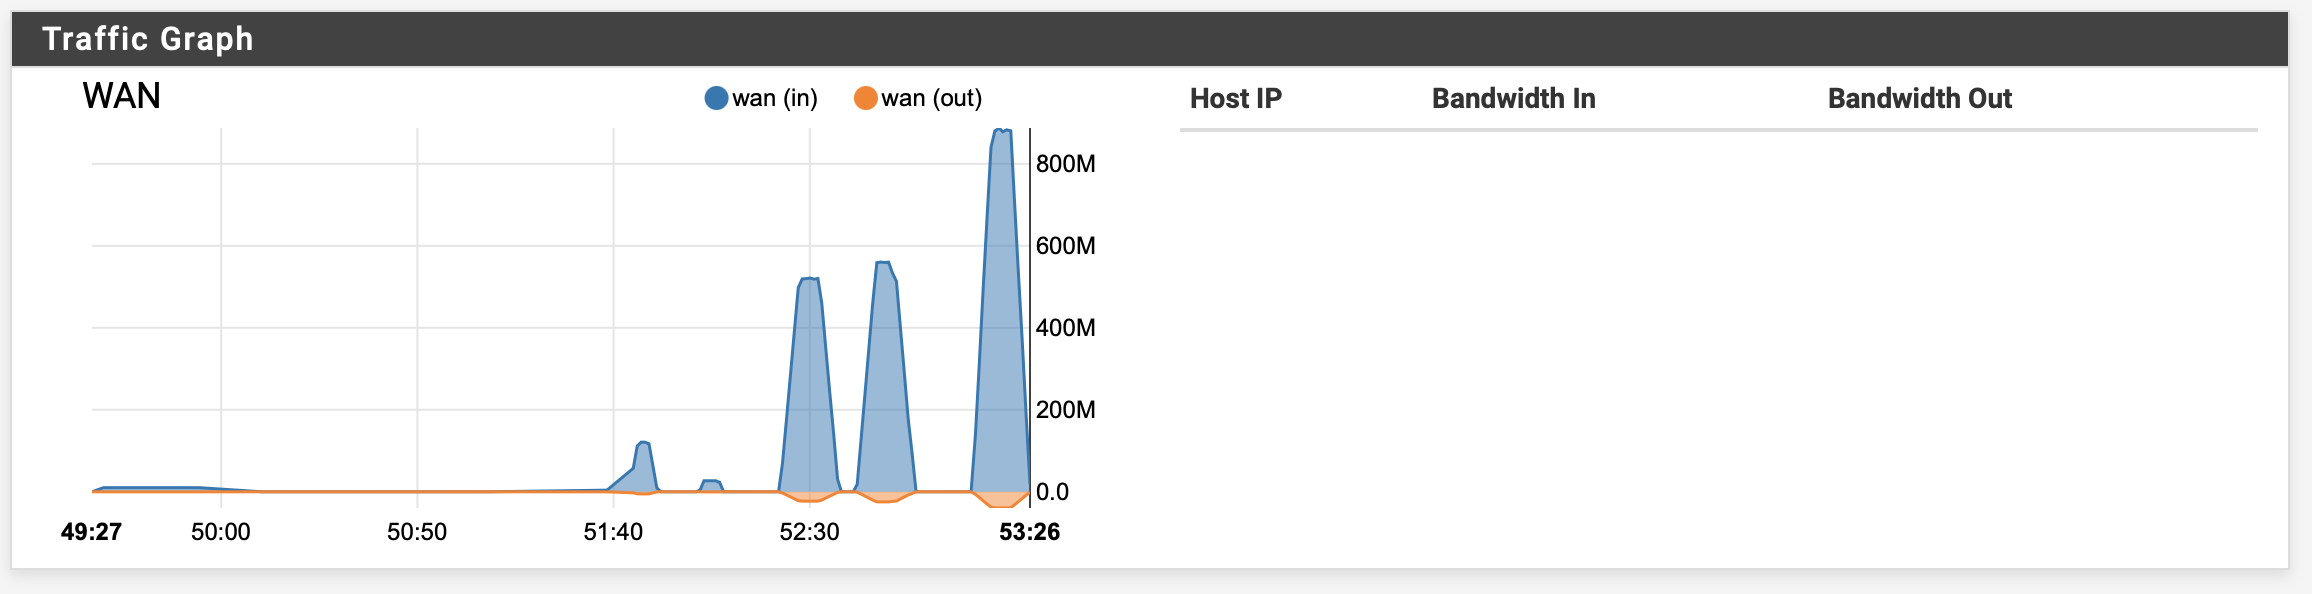 Traffic Graph
WAN
wan (in) wan (out)
800M
600M
400M
200M
0.0
49:27 50:00 50:50 51:40 52:30 53:26
Host IP Bandwidth In Bandwidth Out